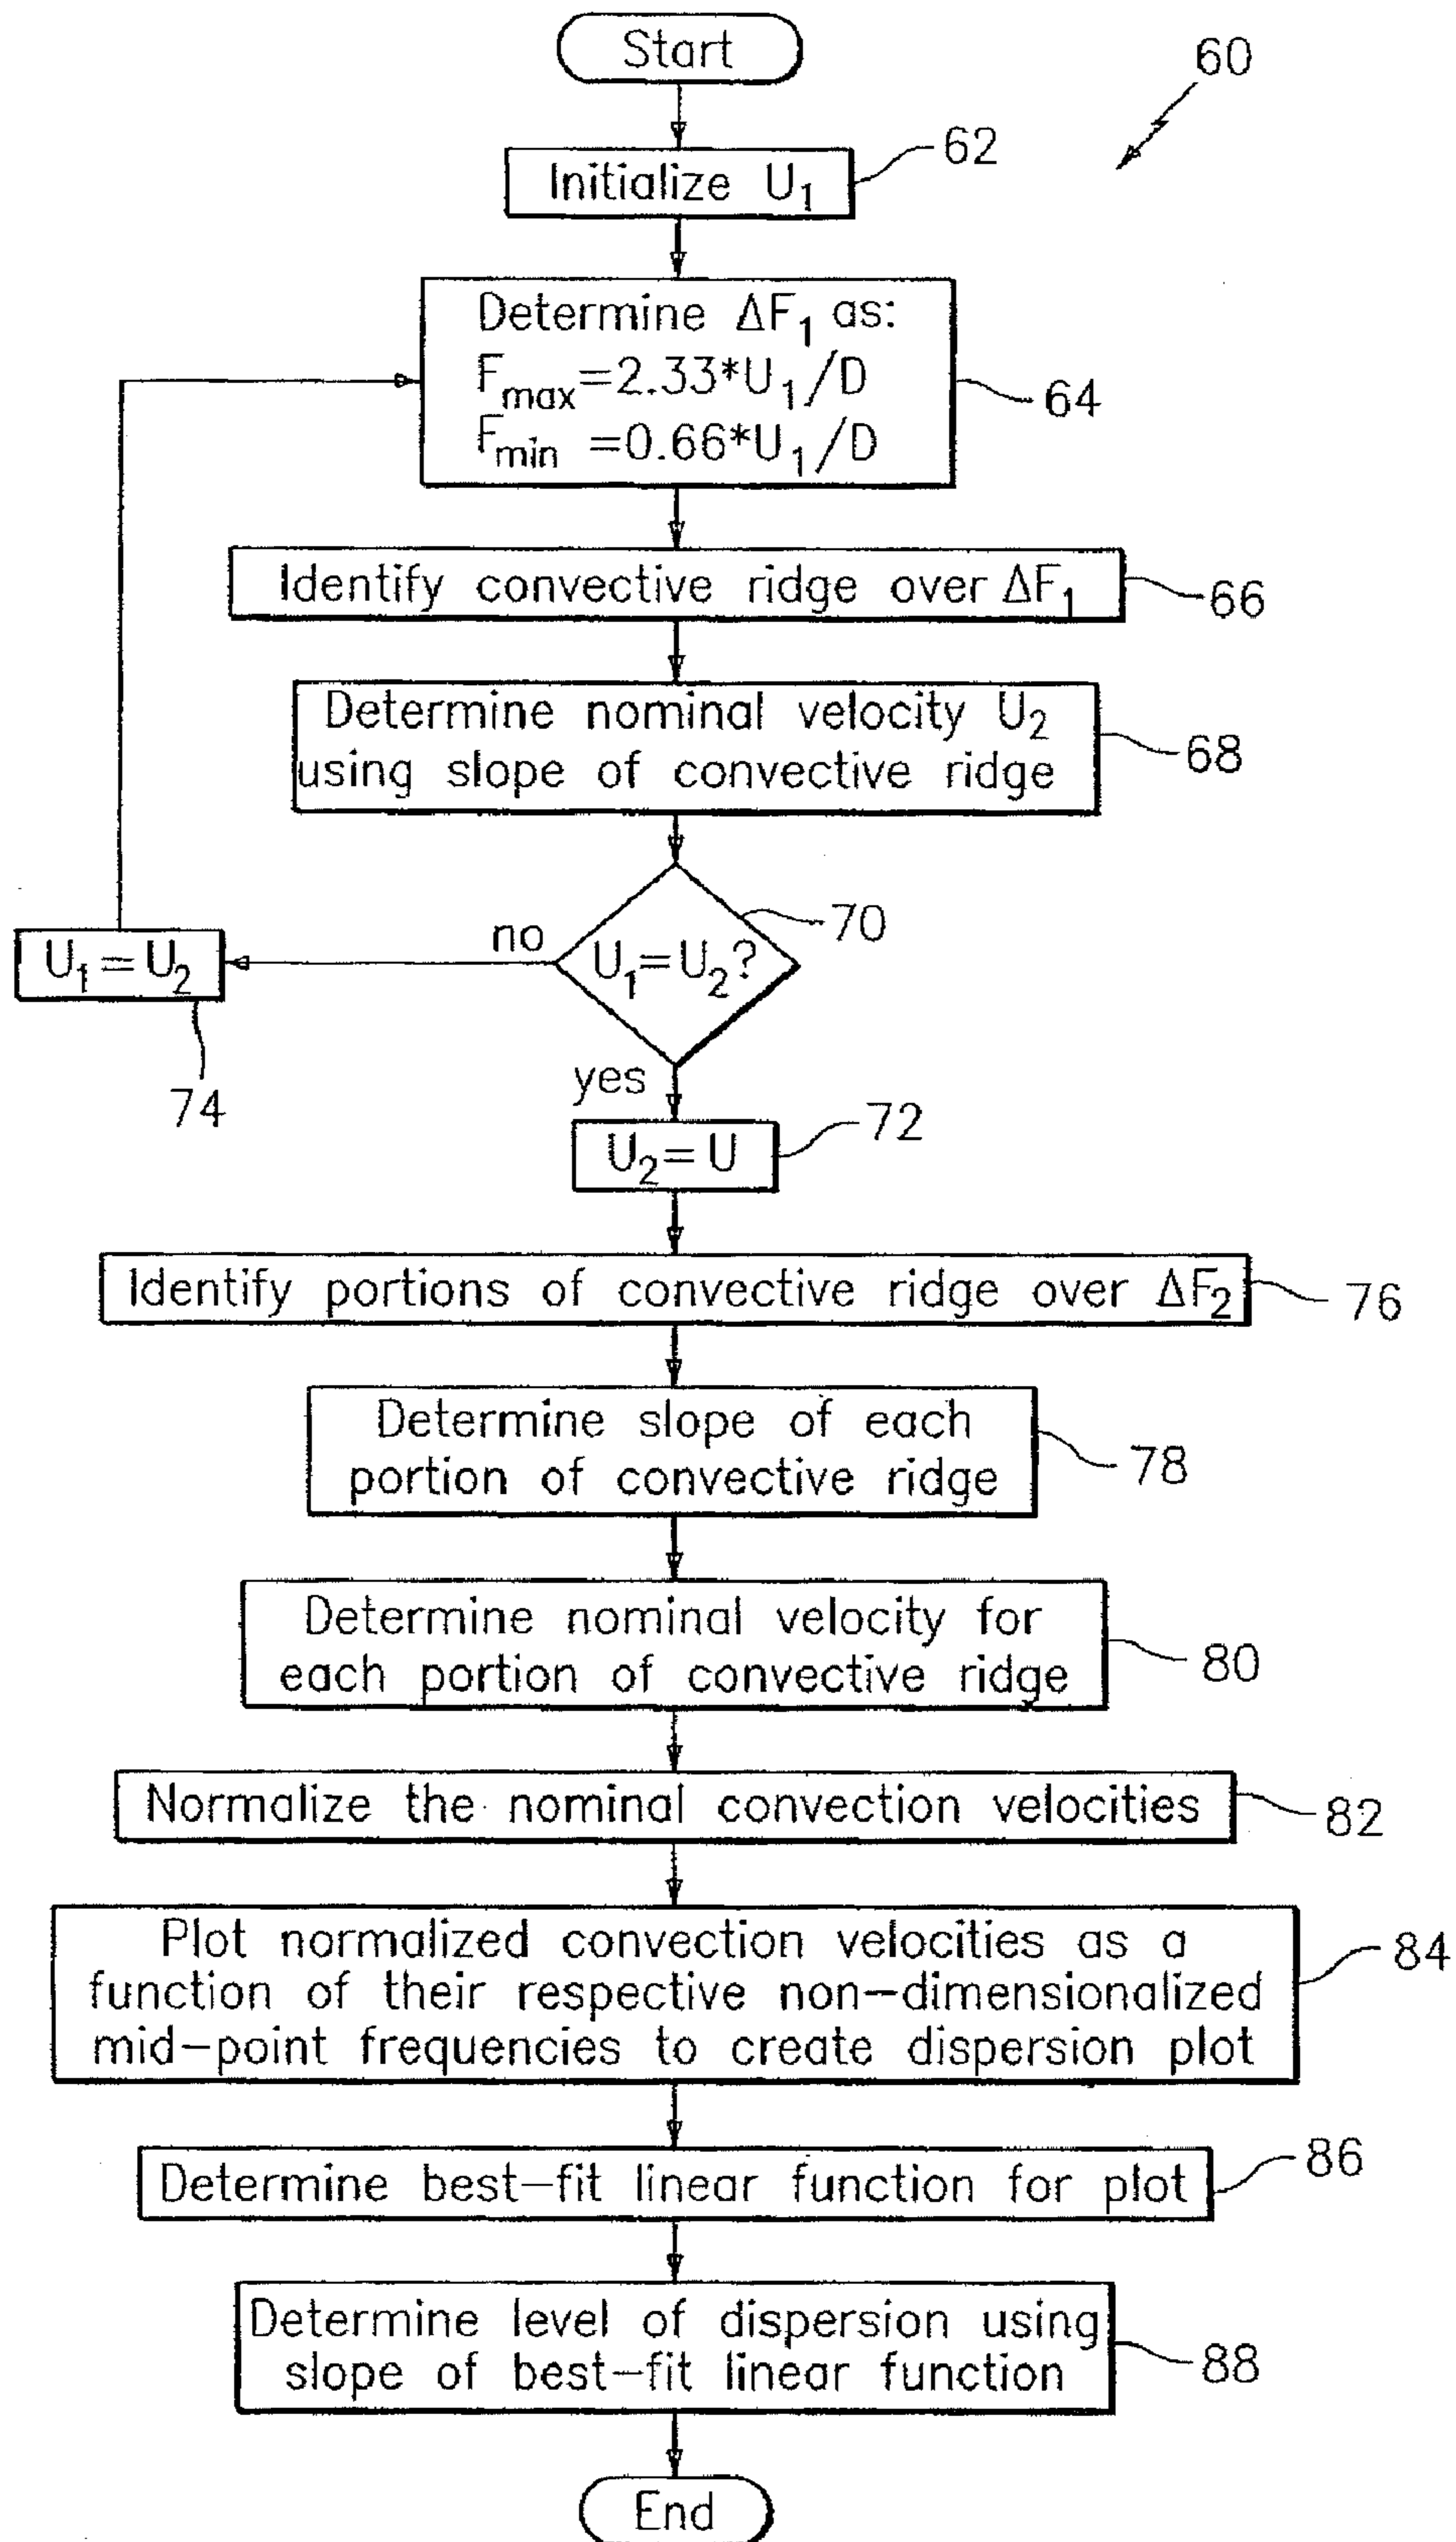 Start
60
Initialize U₁
62
Determine ΔF₁ as:
Fmax=2.33*U₁/D
Fmin =0.66*U₁/D
64
Identify convective ridge over ΔF₁
66
Determine nominal velocity U₂
using slope of convective ridge
68
U₁=U₂?
70
no
U₁=U₂
74
yes
U₂=U
72
Identify portions of convective ridge over ΔF₂
76
Determine slope of each
portion of convective ridge
78
Determine nominal velocity for
each portion of convective ridge
80
Normalize the nominal convection velocities
82
Plot normalized convection velocities as a
function of their respective non-dimensionalized
mid-point frequencies to create dispersion plot
84
Determine best-fit linear function for plot
86
Determine level of dispersion using
slope of best-fit linear function
88
End